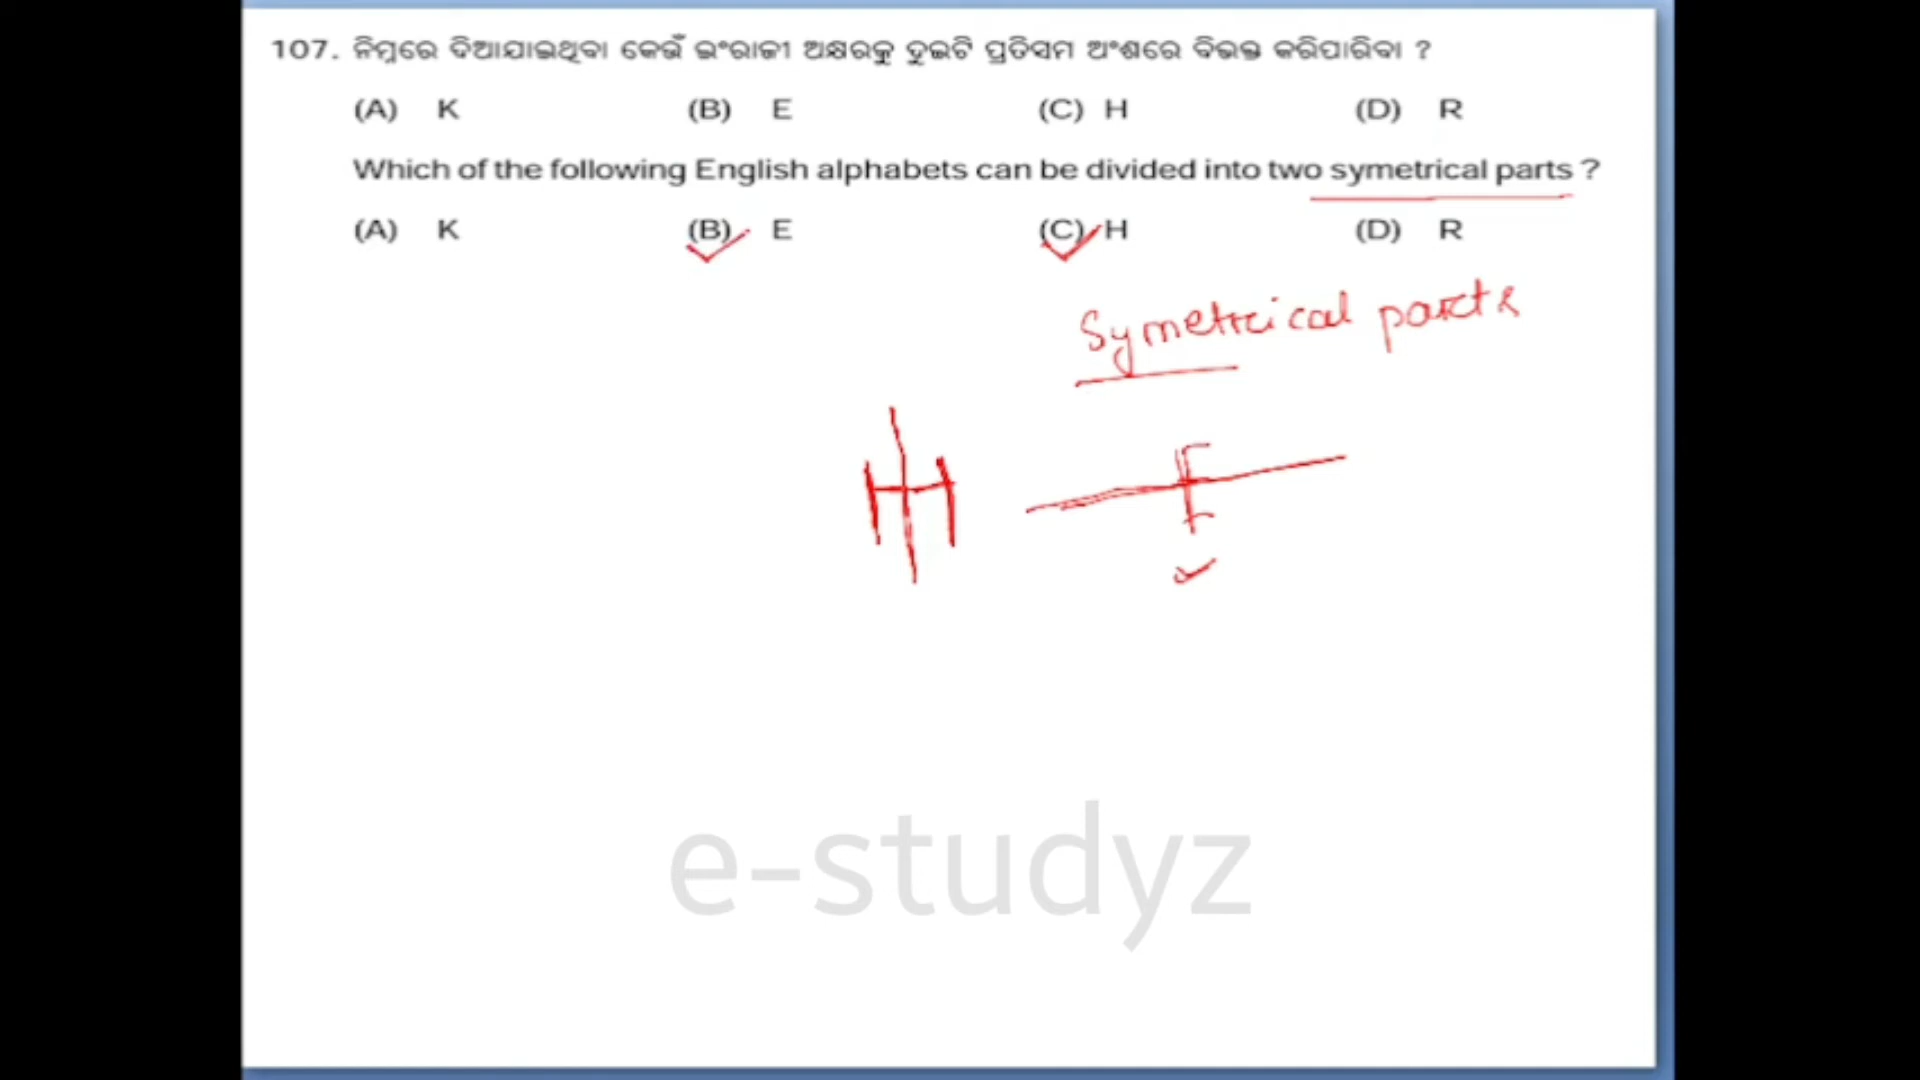 107. ନିମ୍ନରେ ଦିଆଯାଇଥିବା କେଉଁ ଇଂରାଜୀ ଅକ୍ଷରକୁ ଦୁଇଟି ପ୍ରତିସମ ଅଂଶରେ ବିଭକ୍ତ କରିପାରିବା ?
(A) K (B) E (C) H (D) R
Which of the following English alphabets can be divided into two symetrical parts ?
(A) K (B) E (C) H (D) R
Symetrical parts
H E
e-studyz